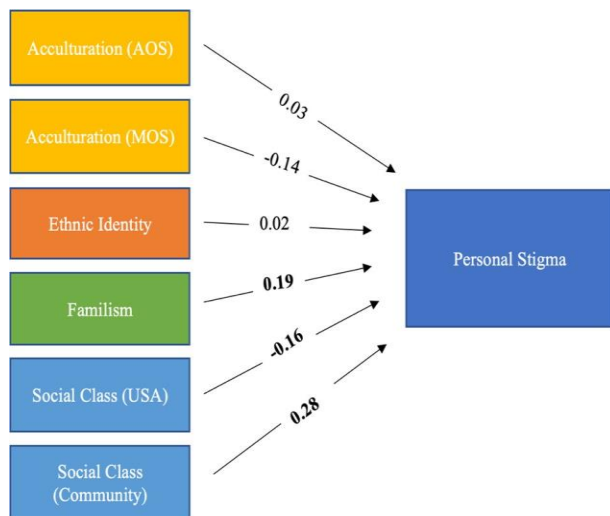 Acculturation (AOS)
0.03
Acculturation (MOS)
-0.14
Ethnic Identity
0.02
Personal Stigma
Familism
0.19
Social Class (USA)
-0.16
Social Class
(Community)
0.28